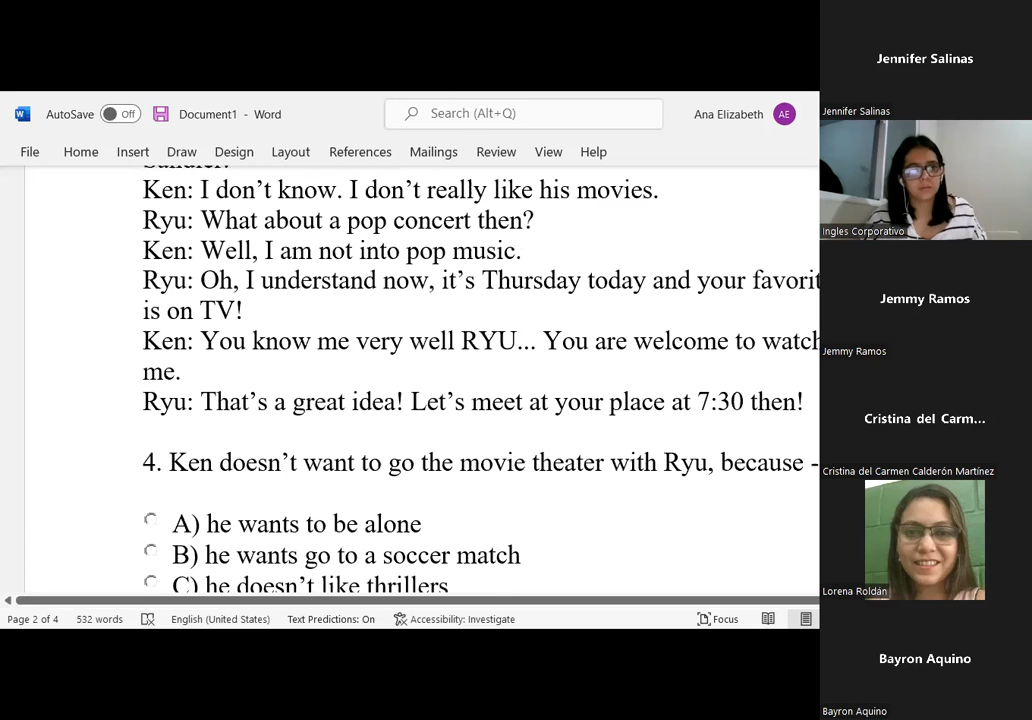 AutoSave Off Document1 - Word Search (Alt+Q) Ana Elizabeth AE
File Home Insert Draw Design Layout References Mailings Review View Help
Ken: I don't know. I don't really like his movies.
Ryu: What about a pop concert then?
Ken: Well, I am not into pop music.
Ryu: Oh, I understand now, it's Thursday today and your favorit
is on TV!
Ken: You know me very well RYU... You are welcome to watch
me.
Ryu: That's a great idea! Let's meet at your place at 7:30 then!
4. Ken doesn't want to go the movie theater with Ryu, because -
A) he wants to be alone
B) he wants go to a soccer match
C) he doesn't like thrillers
Page 2 of 4 532 words English (United States) Text Predictions: On Accessibility: Investigate Focus
Jennifer Salinas
Jennifer Salinas
Ingles Corporativo
Jemmy Ramos
Jemmy Ramos
Cristina del Carm...
Cristina del Carmen Calderón Martínez
Lorena Roldán
Bayron Aquino
Bayron Aquino